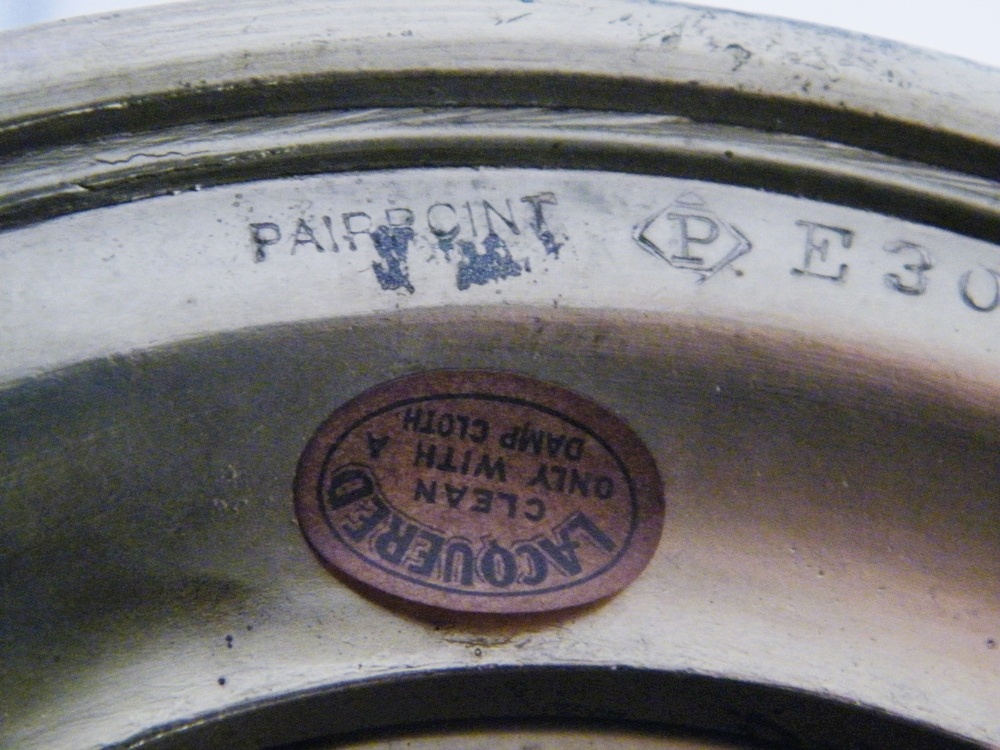 PAIRPOINT P E30
LACQUERED
CLEAN
ONLY WITH A
DAMP CLOTH